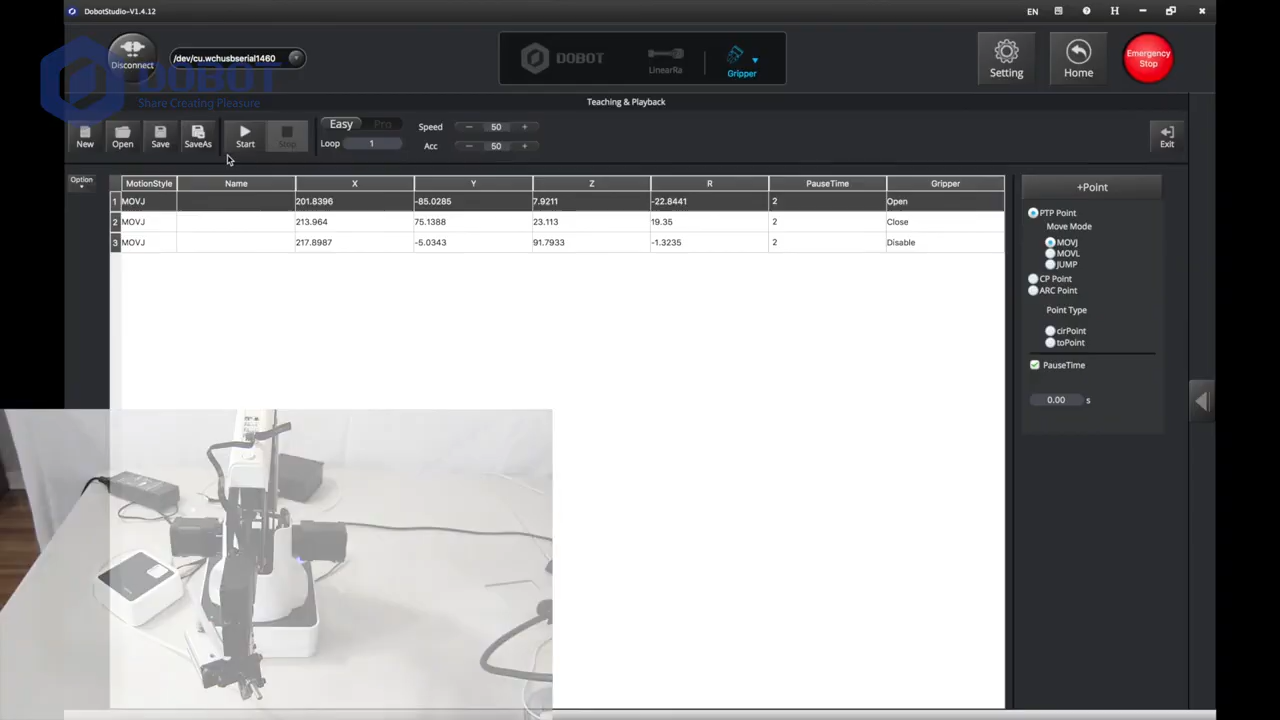 DobotStudio-V1.4.12
EN
H
Disconnect
/dev/cu.wchusbserial1460
DOBOT
Share Creating Pleasure
DOBOT
LinearRa
Gripper
Setting
Home
Emergency
Stop
Teaching & Playback
New
Open
Save
SaveAs
Start
Stop
Easy
Pro
Loop
1
Speed
50
Acc
50
Exit
Option
MotionStyle Name X Y Z R PauseTime Gripper
1 MOVJ 201.8396 -85.0285 7.9211 -22.8441 2 Open
2 MOVJ 213.964 75.1388 23.113 19.35 2 Close
3 MOVJ 217.8987 -5.0343 91.7933 -1.3235 2 Disable
+Point
PTP Point
Move Mode
MOVJ
MOVL
JUMP
CP Point
ARC Point
Point Type
cirPoint
toPoint
PauseTime
0.00 s